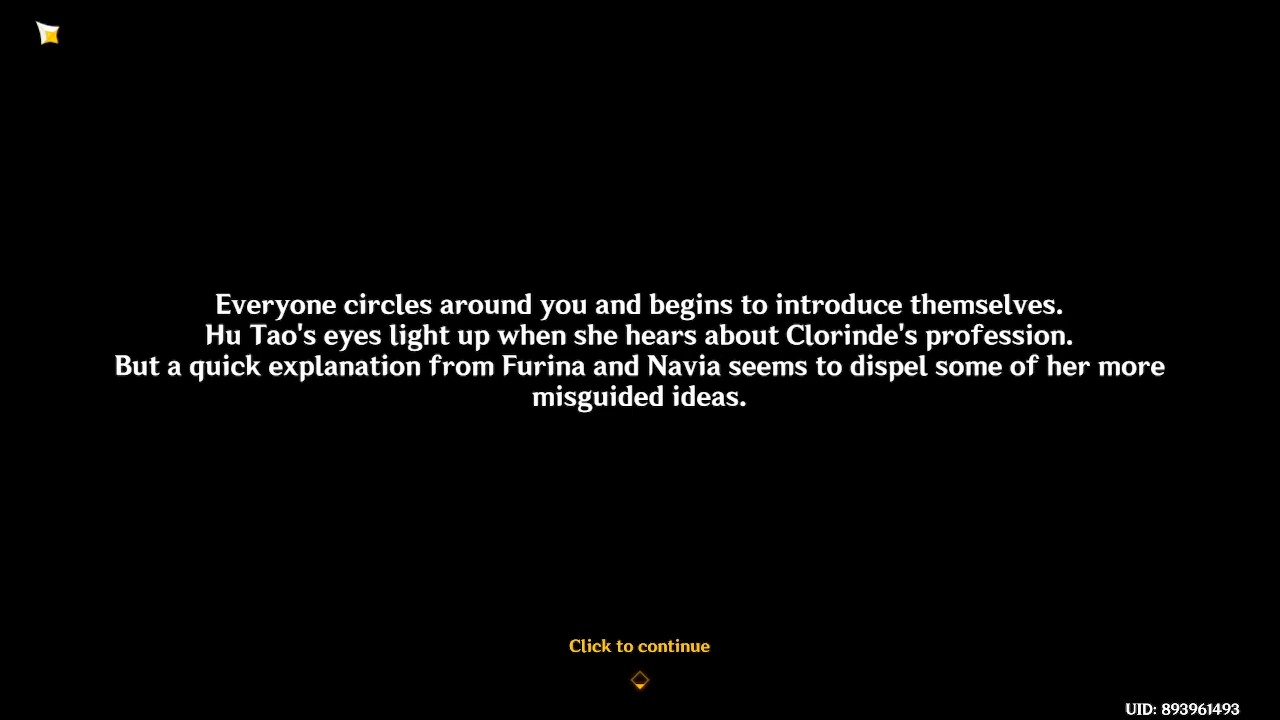 Everyone circles around you and begins to introduce themselves.
Hu Tao's eyes light up when she hears about Clorinde's profession.
But a quick explanation from Furina and Navia seems to dispel some of her more
misguided ideas.
Click to continue
UID: 893961493